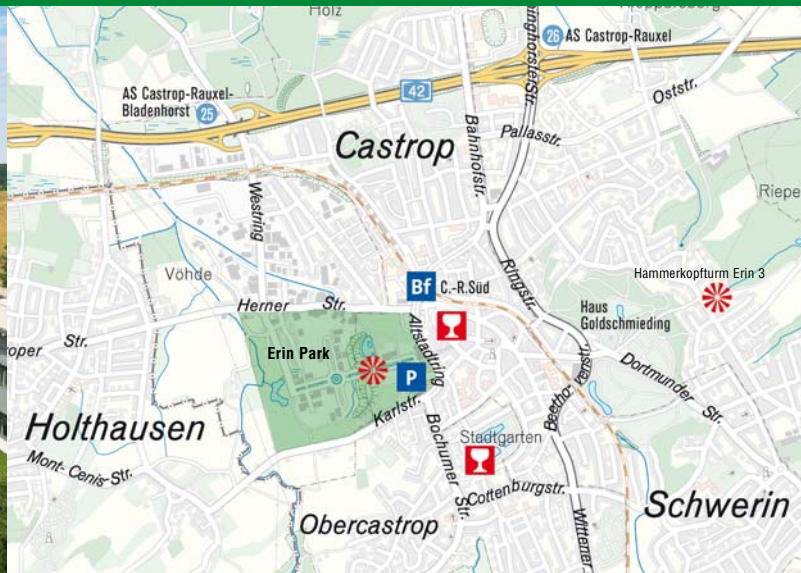 Holz
26 AS Castrop-Rauxel
AS Castrop-Rauxel-
Bladenhorst 25
42
Oststr.
Pallasstr.
Castrop
Bahnhofstr.
Westring
Riepe
Ringstr.
Hammerkopfturm Erin 3
Vöhde
Bf C.-R.Süd
Herner Str.
Haus
Goldschmieding
roper Str.
Altstadtring
Erin Park
P
Dortmunder Str.
Beethovenstr.
Karlstr.
Holthausen
Bochumer Str.
Stadtgarten
Mont-Cenis-Str.
Cottenburgstr.
Schwerin
Obercastrop
Wittener